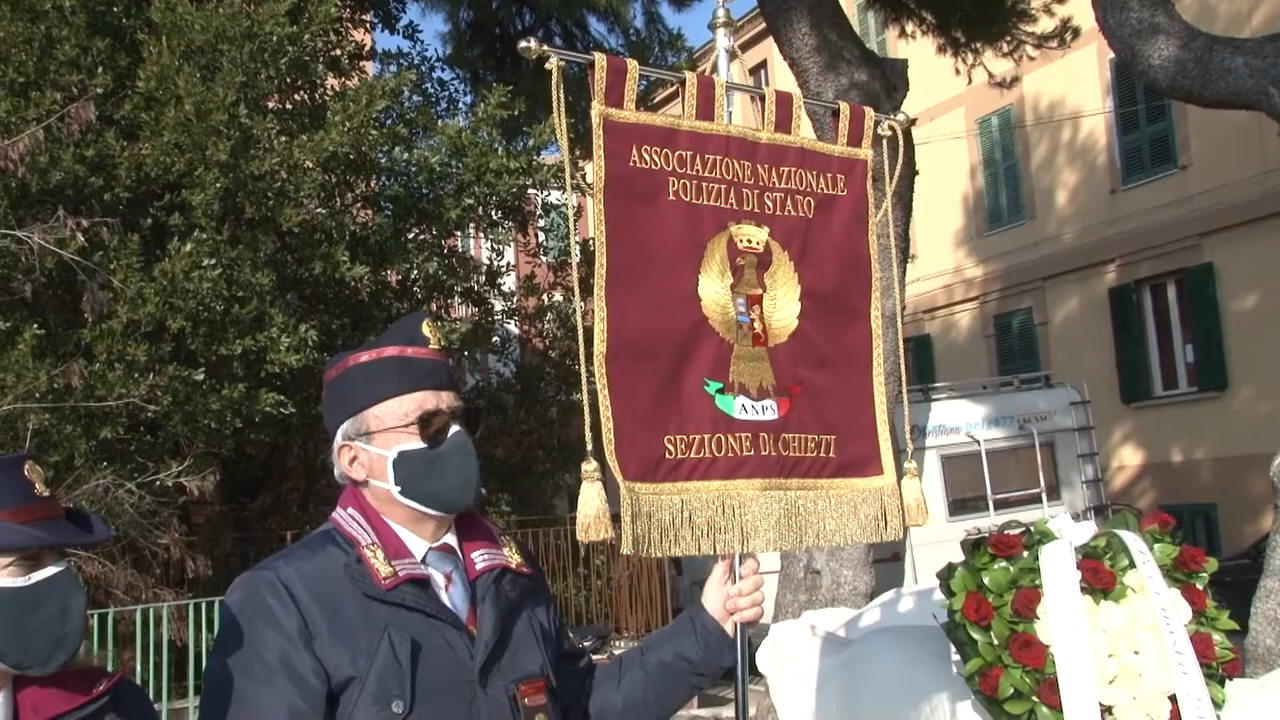 ASSOCIAZIONE NAZIONALE
POLIZIA DI STATO
ANPS
SEZIONE DI CHIETI